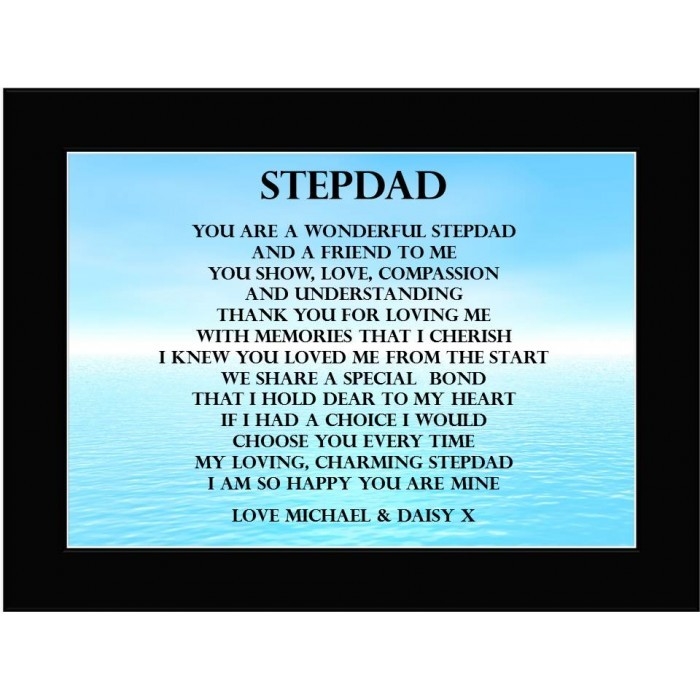 STEPDAD
YOU ARE A WONDERFUL STEPDAD
AND A FRIEND TO ME
YOU SHOW, LOVE, COMPASSION
AND UNDERSTANDING
THANK YOU FOR LOVING ME
WITH MEMORIES THAT I CHERISH
I KNEW YOU LOVED ME FROM THE START
WE SHARE A SPECIAL BOND
THAT I HOLD DEAR TO MY HEART
IF I HAD A CHOICE I WOULD
CHOOSE YOU EVERY TIME
MY LOVING, CHARMING STEPDAD
I AM SO HAPPY YOU ARE MINE
LOVE MICHAEL & DAISY X